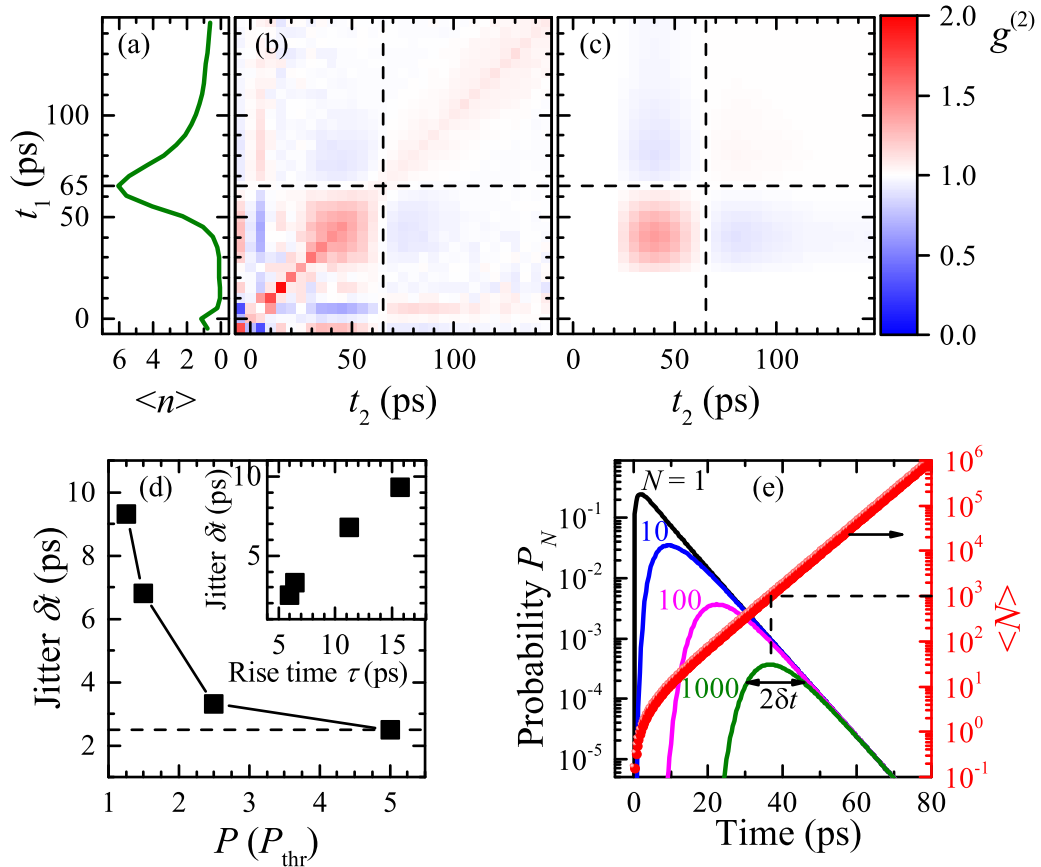 (a) (b) (c) 2.0 g(2)
100 1.5
65 1.0
t1 (ps)
50 0.5
0 0.0
6 4 2 0 0 50 100 0 50 100
<n> t2 (ps) t2 (ps)
(d)
Jitter δt (ps)
10
8
6
4
2
1 2 3 4 5
P (Pthr)
Jitter δt (ps)
10
5
5 10 15
Rise time τ (ps)
(e)
Probability PN
10-1
10-2
10-3
10-4
10-5
N = 1
10
100
1000
2δt
106
105
104
103
102
101
100
10-1
<N>
0 20 40 60 80
Time (ps)